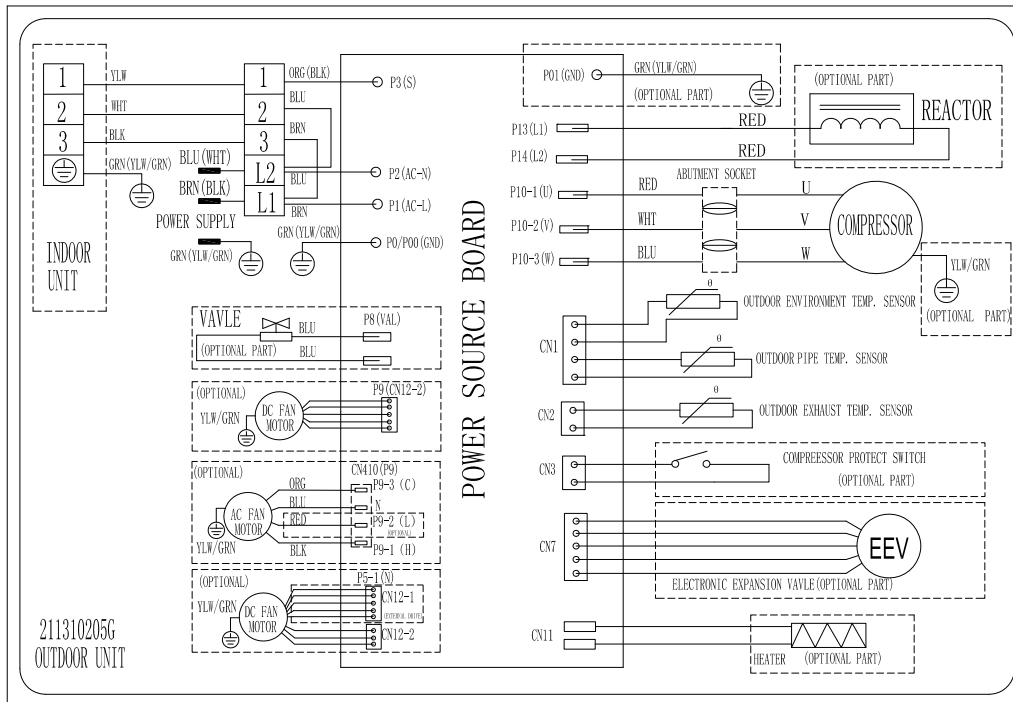 1
2
3
INDOOR
UNIT
YLW
WHT
BLK
GRN(YLW/GRN)
1
2
3
L2
L1
BLU(WHT)
BRN(BLK)
POWER SUPPLY
GRN(YLW/GRN)
ORG(BLK)
BLU
BRN
BLU
BRN
GRN(YLW/GRN)
P3(S)
P2(AC-N)
P1(AC-L)
P0/P00(GND)
VAVLE
(OPTIONAL PART)
BLU
BLU
P8(VAL)
(OPTIONAL)
YLW/GRN
DC FAN
MOTOR
P9(CN12-2)
(OPTIONAL)
AC FAN
MOTOR
YLW/GRN
ORG
BLU
RED
BLK
CN410(P9)
P9-3 (C)
N
P9-2 (L)
(OPTIONAL)
P9-1 (H)
(OPTIONAL)
YLW/GRN
DC FAN
MOTOR
P5-1(N)
CN12-1
(EXTERNAL DRIVE)
CN12-2
211310205G
OUTDOOR UNIT
POWER SOURCE BOARD
P01(GND)
GRN(YLW/GRN)
(OPTIONAL PART)
(OPTIONAL PART)
REACTOR
P13(L1)
RED
P14(L2)
RED
ABUTMENT SOCKET
P10-1(U)
RED
U
P10-2(V)
WHT
V
P10-3(W)
BLU
W
COMPRESSOR
YLW/GRN
(OPTIONAL PART)
CN1
θ
OUTDOOR ENVIRONMENT TEMP. SENSOR
θ
OUTDOOR PIPE TEMP. SENSOR
CN2
θ
OUTDOOR EXHAUST TEMP. SENSOR
CN3
COMPREESSOR PROTECT SWITCH
(OPTIONAL PART)
CN7
EEV
ELECTRONIC EXPANSION VAVLE(OPTIONAL PART)
CN11
HEATER
(OPTIONAL PART)